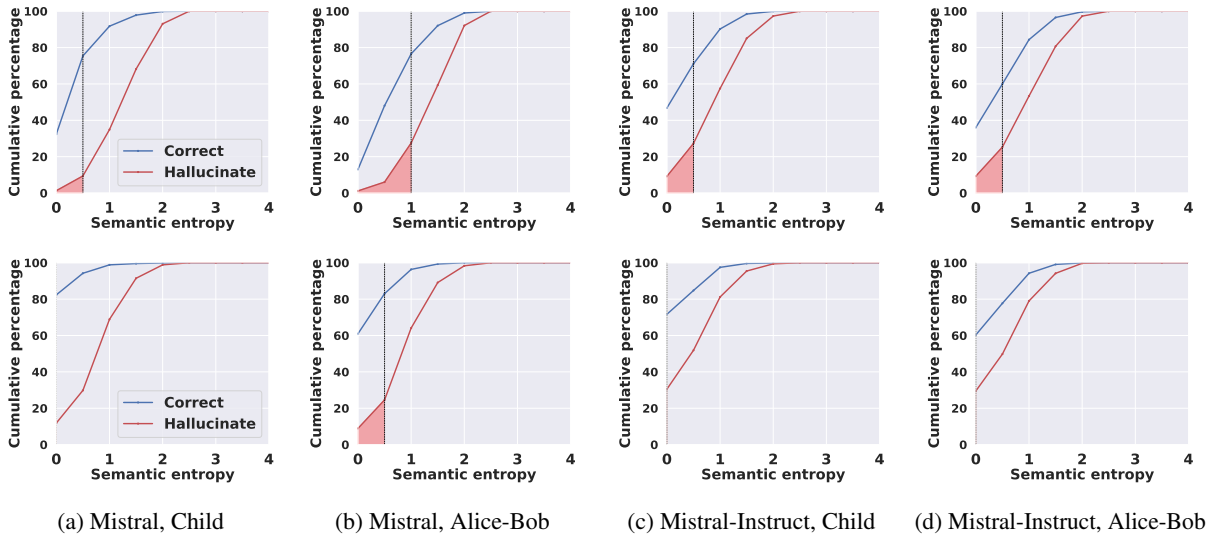 Cumulative percentage
100
80
60
40
20
0
Correct
Hallucinate
0 1 2 3 4
Semantic entropy
Cumulative percentage
100
80
60
40
20
0
0 1 2 3 4
Semantic entropy
Cumulative percentage
100
80
60
40
20
0
0 1 2 3 4
Semantic entropy
Cumulative percentage
100
80
60
40
20
0
0 1 2 3 4
Semantic entropy
Cumulative percentage
100
80
60
40
20
0
Correct
Hallucinate
0 1 2 3 4
Semantic entropy
Cumulative percentage
100
80
60
40
20
0
0 1 2 3 4
Semantic entropy
Cumulative percentage
100
80
60
40
20
0
0 1 2 3 4
Semantic entropy
Cumulative percentage
100
80
60
40
20
0
0 1 2 3 4
Semantic entropy
(a) Mistral, Child
(b) Mistral, Alice-Bob
(c) Mistral-Instruct, Child
(d) Mistral-Instruct, Alice-Bob